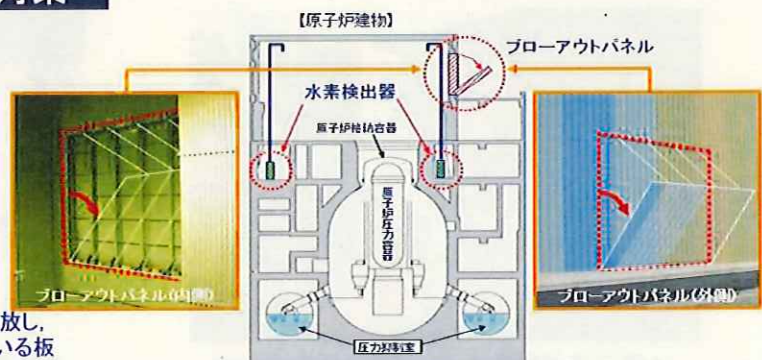 【原子炉建物】
ブローアウトパネル
水素検出器
原子炉格納容器
原子炉圧力容器
ブローアウトパネル(内側)
ブローアウトパネル(外側)
放し,
いる板
圧力抑制室